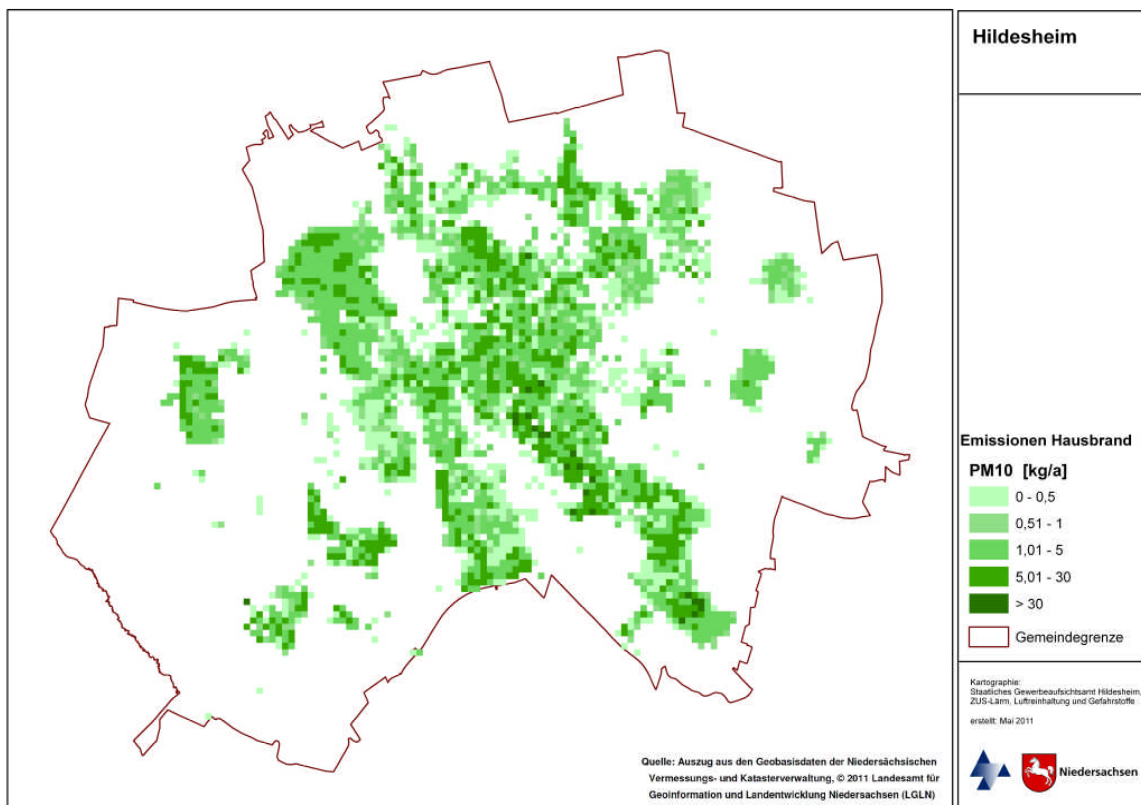 Hildesheim
Emissionen Hausbrand
PM10 [kg/a]
0 - 0,5
0,51 - 1
1,01 - 5
5,01 - 30
> 30
Gemeindegrenze
Kartographie:
Staatliches Gewerbeaufsichtsamt Hildesheim,
ZUS-Lärm, Luftreinhaltung und Gefahrstoffe
erstellt: Mai 2011
Niedersachsen
Quelle: Auszug aus den Geobasisdaten der Niedersächsischen
Vermessungs- und Katasterverwaltung, © 2011 Landesamt für
Geoinformation und Landentwicklung Niedersachsen (LGLN)